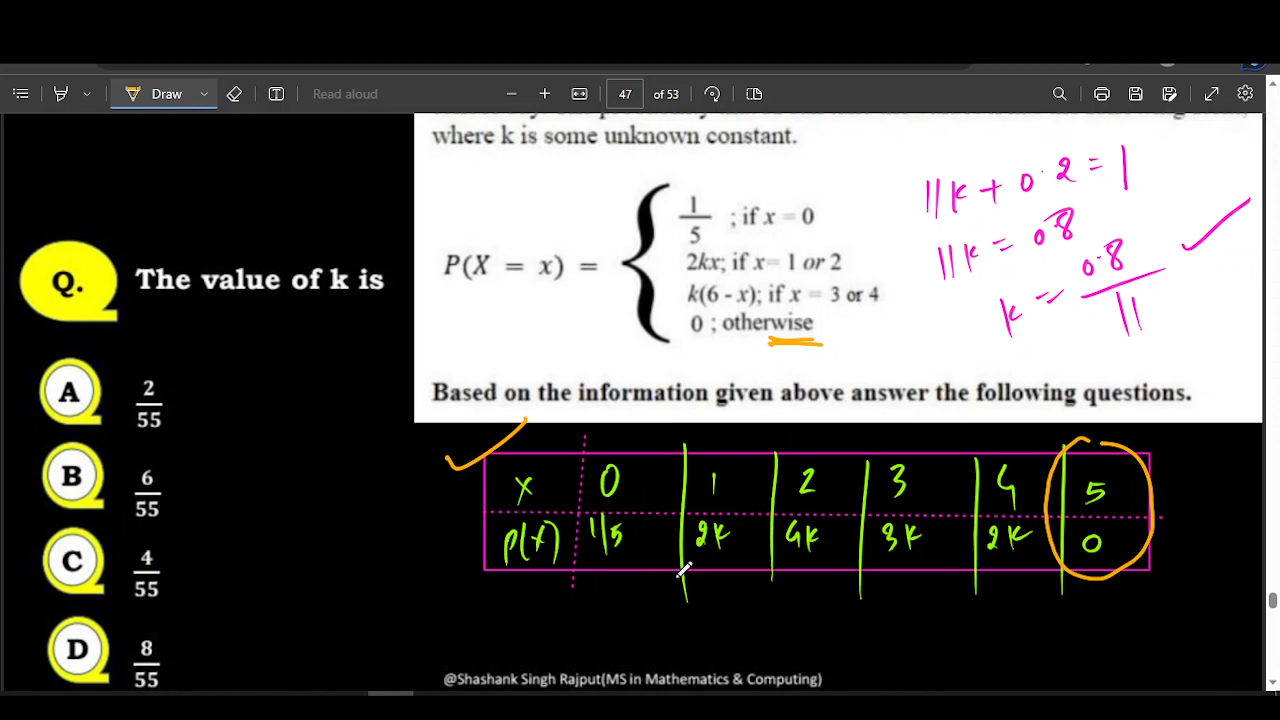 Draw
Read aloud
47 of 53
where k is some unknown constant.
P(X = x) =
1/5 ; if x = 0
2kx; if x= 1 or 2
k(6 - x); if x = 3 or 4
0 ; otherwise
11k + 0.2 = 1
11k = 0.8
k = 0.8/11
Q. The value of k is
Based on the information given above answer the following questions.
A 2/55
B 6/55
C 4/55
D 8/55
X 0 1 2 3 4 5
P(X) 1/5 2k 4k 3k 2k 0
@Shashank Singh Rajput(MS in Mathematics & Computing)